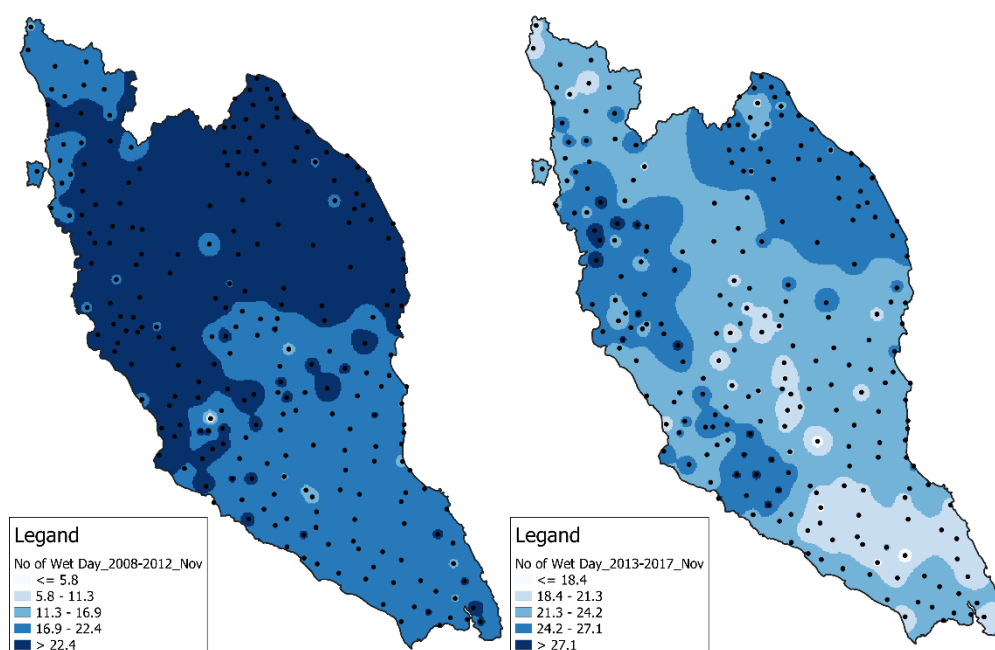 Legand
No of Wet Day_2008-2012_Nov
<= 5.8
5.8 - 11.3
11.3 - 16.9
16.9 - 22.4
> 22.4
Legand
No of Wet Day_2013-2017_Nov
<= 18.4
18.4 - 21.3
21.3 - 24.2
24.2 - 27.1
> 27.1